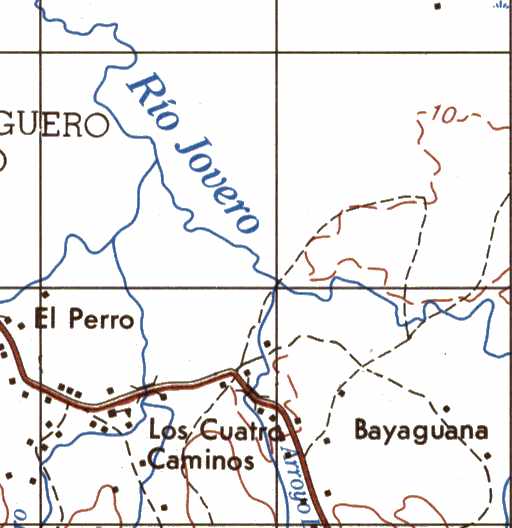 Río Jovero
10
GUERO
O
El Perro
Los Cuatro
Caminos
Bayaguana
Arroyo